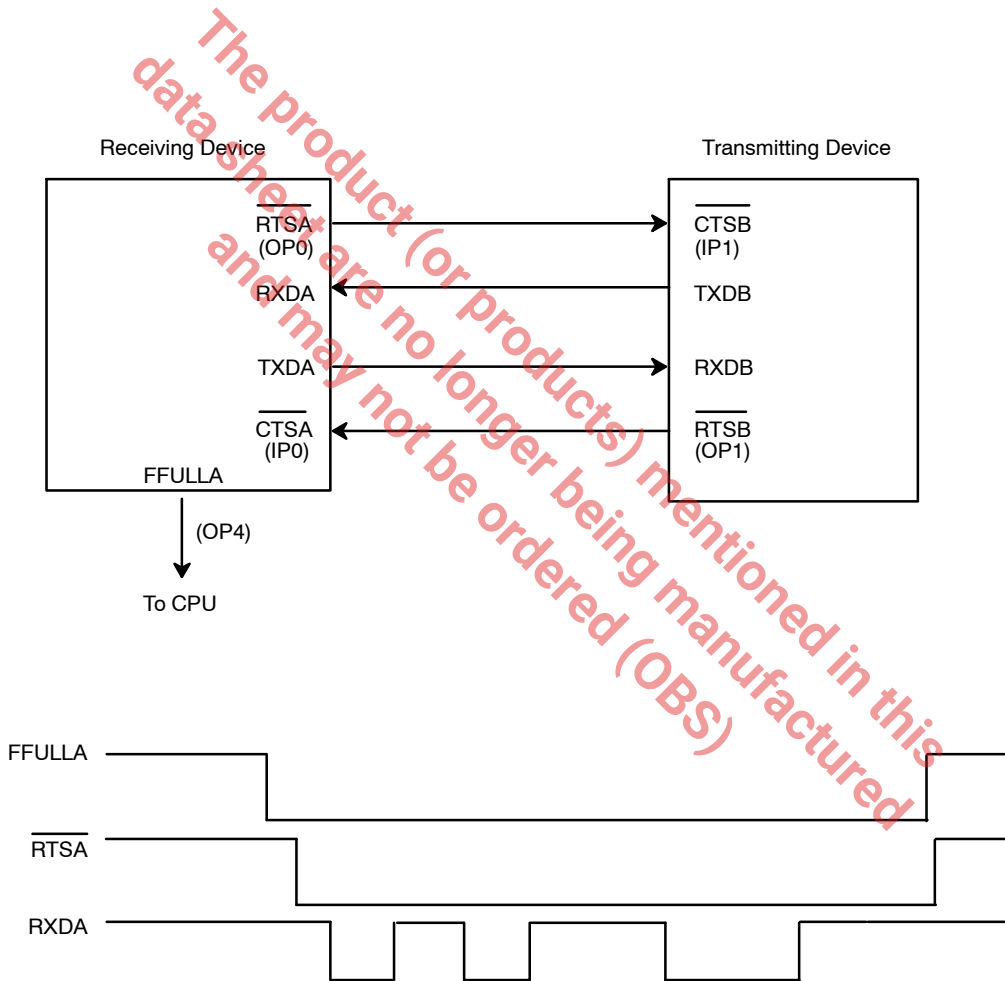 The product (or products) mentioned in this
data sheet are no longer being manufactured
and may not be ordered (OBS)
Receiving Device
Transmitting Device
RTSA
(OP0)
CTSB
(IP1)
RXDA
TXDB
TXDA
RXDB
CTSA
(IP0)
RTSB
(OP1)
FFULLA
(OP4)
To CPU
FFULLA
RTSA
RXDA